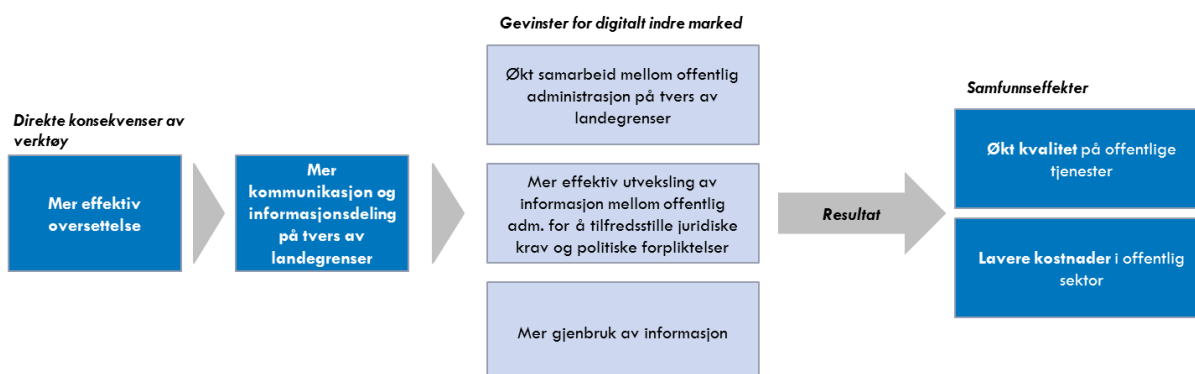 Direkte konsekvenser av
verktøy
Mer effektiv
oversettelse
Mer
kommunikasjon og
informasjonsdeling
på tvers av
landegrenser
Gevinster for digitalt indre marked
Økt samarbeid mellom offentlig
administrasjon på tvers av
landegrenser
Mer effektiv utveksling av
informasjon mellom offentlig
adm. for å tilfredsstille juridiske
krav og politiske forpliktelser
Mer gjenbruk av informasjon
Resultat
Samfunnseffekter
Økt kvalitet på offentlige
tjenester
Lavere kostnader i offentlig
sektor